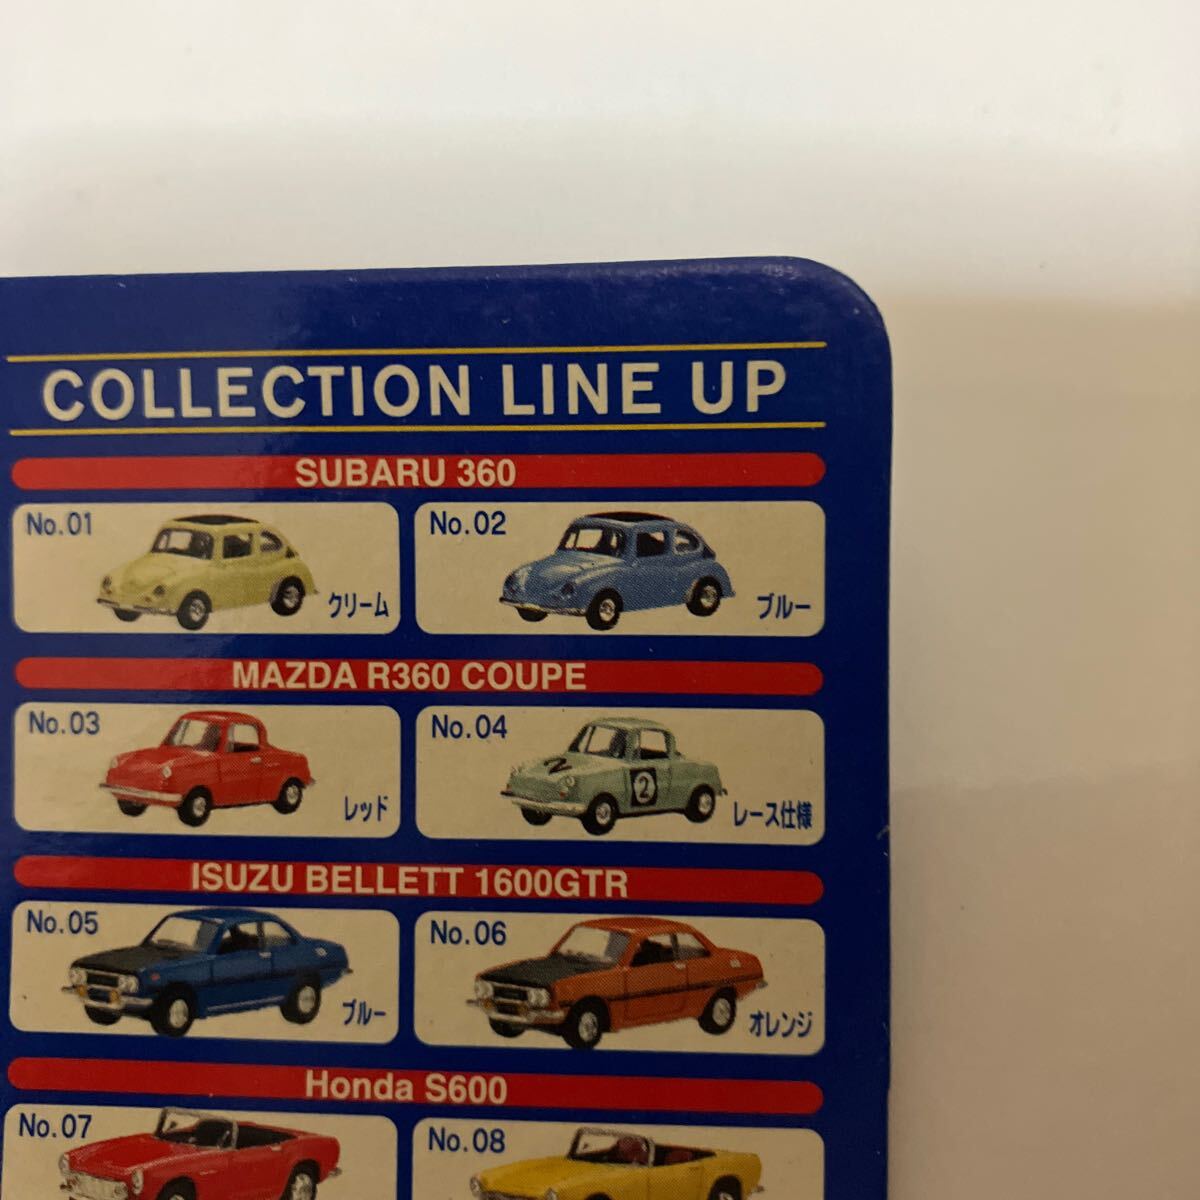 COLLECTION LINE UP
SUBARU 360
No.01
クリーム
No.02
ブルー
MAZDA R360 COUPE
No.03
レッド
No.04
2
2
レース仕様
ISUZU BELLETT 1600GTR
No.05
ブルー
No.06
オレンジ
Honda S600
No.07
No.08